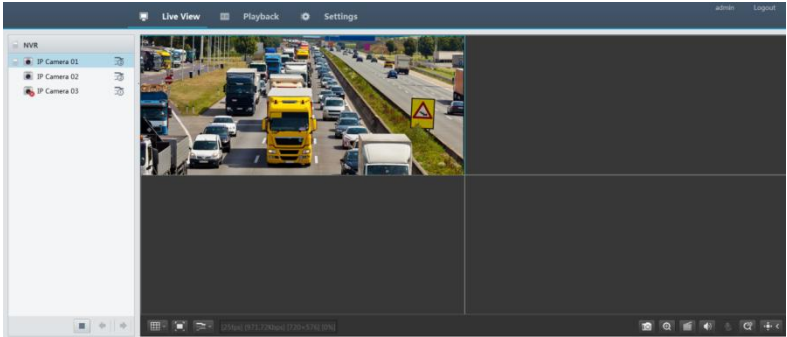 admin Logout
Live View Playback Settings
NVR
IP Camera 01
IP Camera 02
IP Camera 03